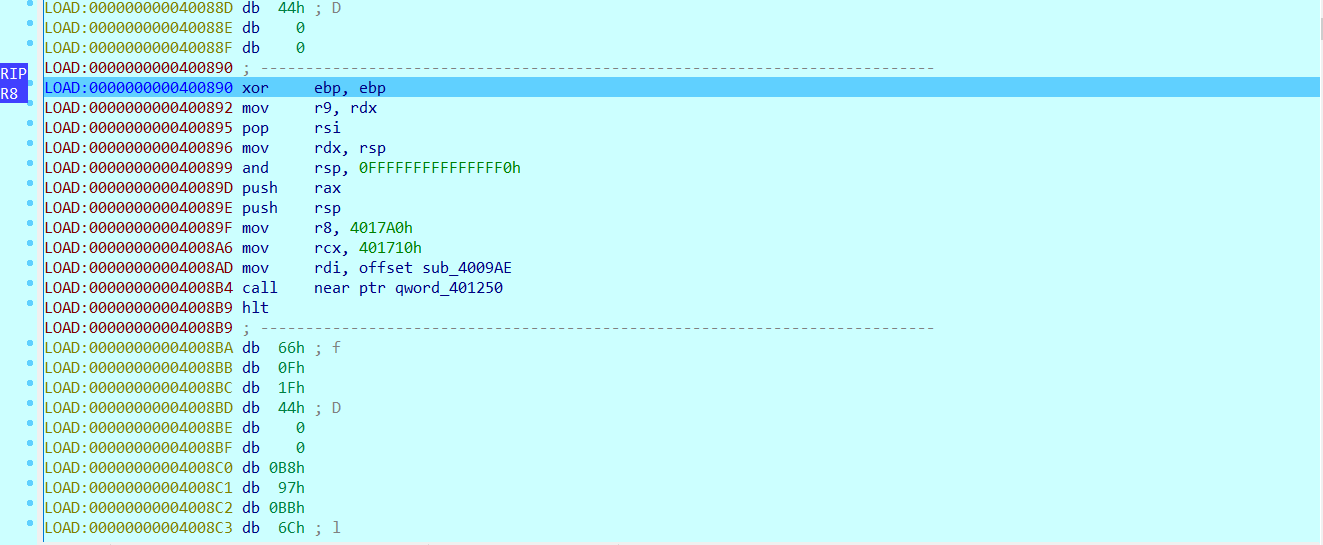 LOAD:000000000040088D db  44h ; D
LOAD:000000000040088E db    0
LOAD:000000000040088F db    0
LOAD:0000000000400890 ; ---------------------------------------------------------------------------
RIP LOAD:0000000000400890 xor     ebp, ebp
R8 LOAD:0000000000400892 mov     r9, rdx
LOAD:0000000000400895 pop     rsi
LOAD:0000000000400896 mov     rdx, rsp
LOAD:0000000000400899 and     rsp, 0FFFFFFFFFFFFFFF0h
LOAD:000000000040089D push    rax
LOAD:000000000040089E push    rsp
LOAD:000000000040089F mov     r8, 4017A0h
LOAD:00000000004008A6 mov     rcx, 401710h
LOAD:00000000004008AD mov     rdi, offset sub_4009AE
LOAD:00000000004008B4 call    near ptr qword_401250
LOAD:00000000004008B9 hlt
LOAD:00000000004008B9 ; ---------------------------------------------------------------------------
LOAD:00000000004008BA db  66h ; f
LOAD:00000000004008BB db  0Fh
LOAD:00000000004008BC db  1Fh
LOAD:00000000004008BD db  44h ; D
LOAD:00000000004008BE db    0
LOAD:00000000004008BF db    0
LOAD:00000000004008C0 db 0B8h
LOAD:00000000004008C1 db  97h
LOAD:00000000004008C2 db 0BBh
LOAD:00000000004008C3 db  6Ch ; l